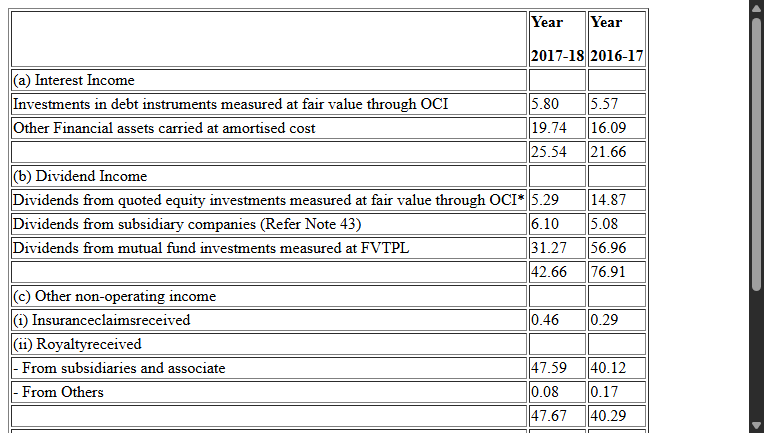 Year Year
2017-18 2016-17
(a) Interest Income
Investments in debt instruments measured at fair value through OCI 5.80 5.57
Other Financial assets carried at amortised cost 19.74 16.09
25.54 21.66
(b) Dividend Income
Dividends from quoted equity investments measured at fair value through OCI* 5.29 14.87
Dividends from subsidiary companies (Refer Note 43) 6.10 5.08
Dividends from mutual fund investments measured at FVTPL 31.27 56.96
42.66 76.91
(c) Other non-operating income
(i) Insuranceclaimsreceived 0.46 0.29
(ii) Royaltyreceived
- From subsidiaries and associate 47.59 40.12
- From Others 0.08 0.17
47.67 40.29